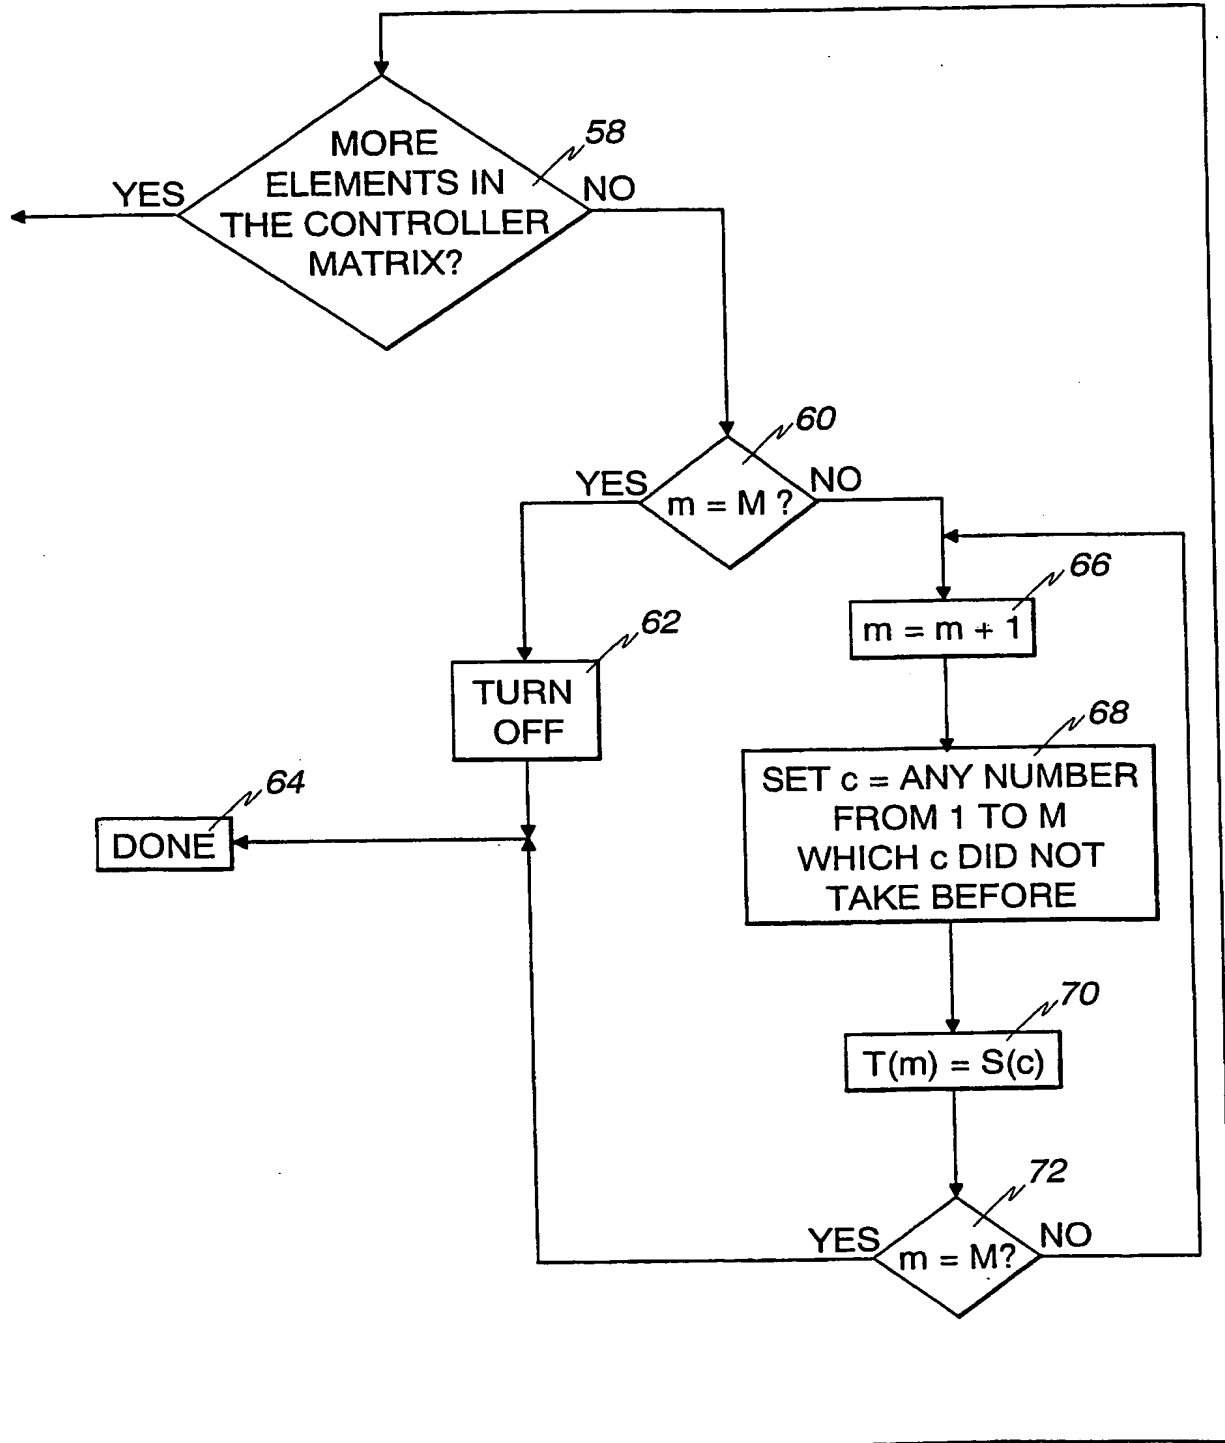 58
MORE
ELEMENTS IN
THE CONTROLLER
MATRIX?
YES
NO
60
YES
m = M ?
NO
66
m = m + 1
62
TURN
OFF
68
SET c = ANY NUMBER
FROM 1 TO M
WHICH c DID NOT
TAKE BEFORE
64
DONE
70
T(m) = S(c)
72
YES
m = M?
NO